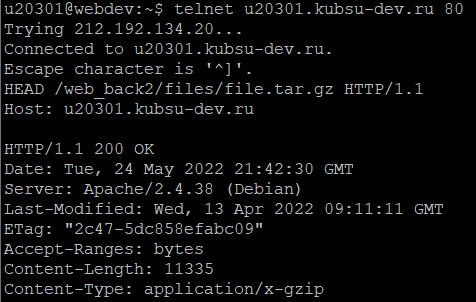 u20301@webdev:~$ telnet u20301.kubsu-dev.ru 80
Trying 212.192.134.20...
Connected to u20301.kubsu-dev.ru.
Escape character is '^]'.
HEAD /web_back2/files/file.tar.gz HTTP/1.1
Host: u20301.kubsu-dev.ru

HTTP/1.1 200 OK
Date: Tue, 24 May 2022 21:42:30 GMT
Server: Apache/2.4.38 (Debian)
Last-Modified: Wed, 13 Apr 2022 09:11:11 GMT
ETag: "2c47-5dc858efabc09"
Accept-Ranges: bytes
Content-Length: 11335
Content-Type: application/x-gzip